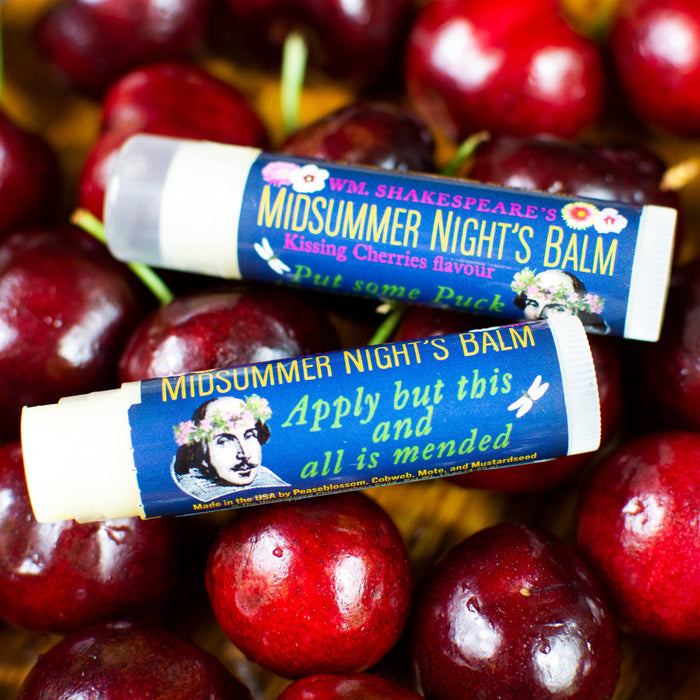 WM. SHAKESPEARE'S
MIDSUMMER NIGHT'S BALM
Kissing Cherries flavour
Put some Puck
MIDSUMMER NIGHT'S BALM
Apply but this
and
all is mended
Made in the USA by Peaseblossom, Cobweb, Mote, and Mustardseed